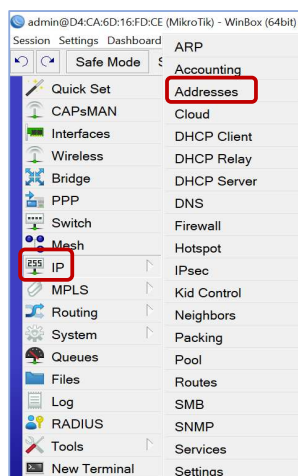 admin@D4:CA:6D:16:FD:CE (MikroTik) - WinBox (64bit)
Session Settings Dashboard
Safe Mode S
Quick Set
CAPsMAN
Interfaces
Wireless
Bridge
PPP
Switch
Mesh
255
IP
MPLS
Routing
System
Queues
Files
Log
RADIUS
Tools
New Terminal
ARP
Accounting
Addresses
Cloud
DHCP Client
DHCP Relay
DHCP Server
DNS
Firewall
Hotspot
IPsec
Kid Control
Neighbors
Packing
Pool
Routes
SMB
SNMP
Services
Settings